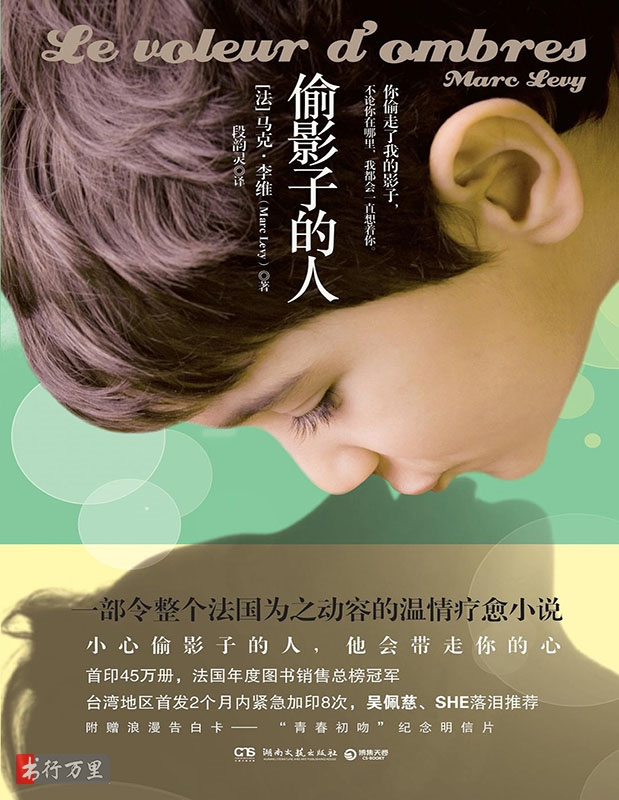 Le voleur d'ombres
Marc Levy
偷影子的人
你偷走了我的影子,
不论你在哪里,我都会一直想着你。
[法]马克·李维(Marc Levy)◎著
段韵灵◎译
一部令整个法国为之动容的温情疗愈小说
小心偷影子的人,他会带走你的心
首印45万册,法国年度图书销售总榜冠军
台湾地区首发2个月内紧急加印8次,吴佩慈、SHE落泪推荐
附赠浪漫告白卡——“青春初吻”纪念明信片
湖南文艺出版社
博集天卷
CS-BOOKY
书行万里